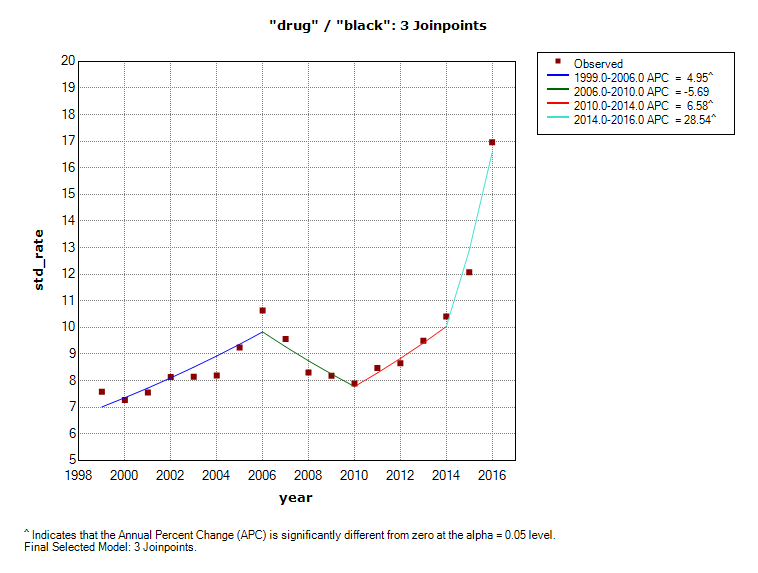 "drug" / "black": 3 Joinpoints
20
19
18
17
16
15
14
13
12
11
10
9
8
7
6
5
std_rate
1998 2000 2002 2004 2006 2008 2010 2012 2014 2016
year
Observed
1999.0-2006.0 APC = 4.95^
2006.0-2010.0 APC = -5.69
2010.0-2014.0 APC = 6.58^
2014.0-2016.0 APC = 28.54^
^ Indicates that the Annual Percent Change (APC) is significantly different from zero at the alpha = 0.05 level.
Final Selected Model: 3 Joinpoints.